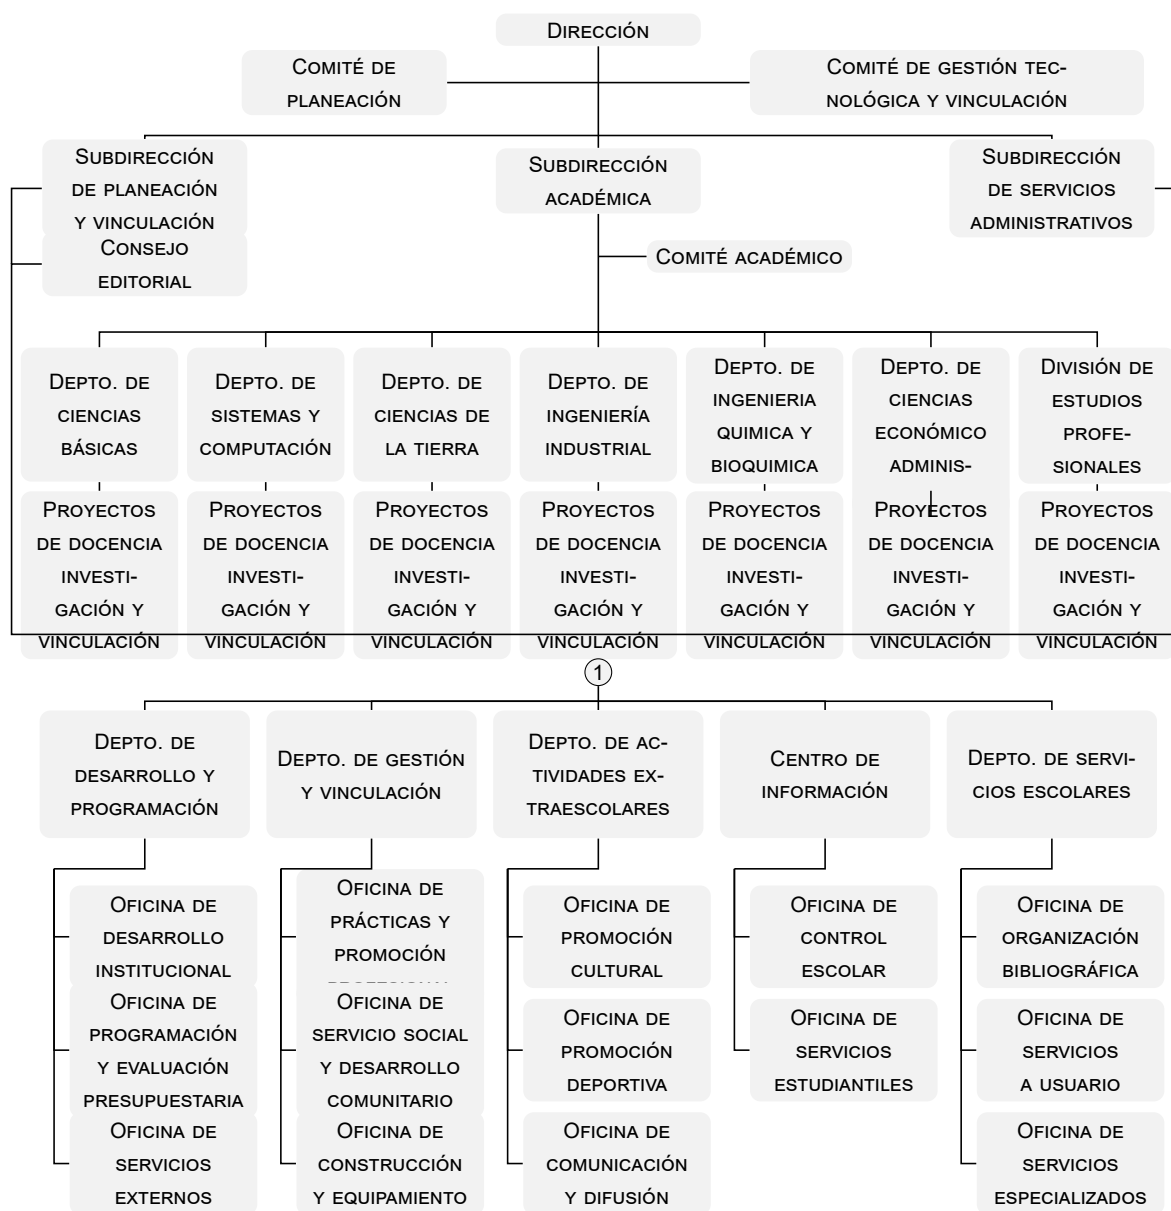 Dirección
Comité de
planeación
Comité de gestión tec-
nológica y vinculación
Subdirección
de planeación
y vinculación
Subdirección
académica
Subdirección
de servicios
administrativos
Consejo
editorial
Comité académico
Depto. de
ciencias
básicas
Depto. de
sistemas y
computación
Depto. de
ciencias de
la tierra
Depto. de
ingeniería
industrial
Depto. de
ingenieria
quimica y
bioquimica
Depto. de
ciencias
económico
adminis-
División de
estudios
profe-
sionales
Proyectos
de docencia
investi-
gación y
vinculación
Proyectos
de docencia
investi-
gación y
vinculación
Proyectos
de docencia
investi-
gación y
vinculación
Proyectos
de docencia
investi-
gación y
vinculación
Proyectos
de docencia
investi-
gación y
vinculación
Proyectos
de docencia
investi-
gación y
vinculación
Proyectos
de docencia
investi-
gación y
vinculación
1
Depto. de
desarrollo y
programación
Depto. de gestión
y vinculación
Depto. de ac-
tividades ex-
traescolares
Centro de
información
Depto. de servi-
cios escolares
Oficina de
desarrollo
institucional
Oficina de
prácticas y
promoción
Oficina de
promoción
cultural
Oficina de
control
escolar
Oficina de
organización
bibliográfica
Oficina de
programación
y evaluación
presupuestaria
Oficina de
servicio social
y desarrollo
comunitario
Oficina de
promoción
deportiva
Oficina de
servicios
estudiantiles
Oficina de
servicios
a usuario
Oficina de
servicios
externos
Oficina de
construcción
y equipamiento
Oficina de
comunicación
y difusión
Oficina de
servicios
especializados